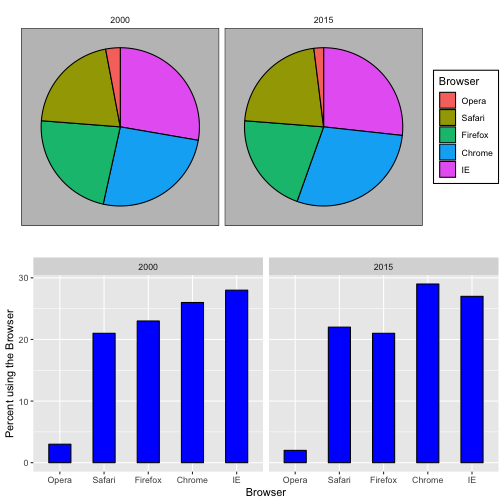 2000
2015
Browser
Opera
Safari
Firefox
Chrome
IE
2000
2015
Percent using the Browser
30
20
10
0
Opera Safari Firefox Chrome IE
Opera Safari Firefox Chrome IE
Browser